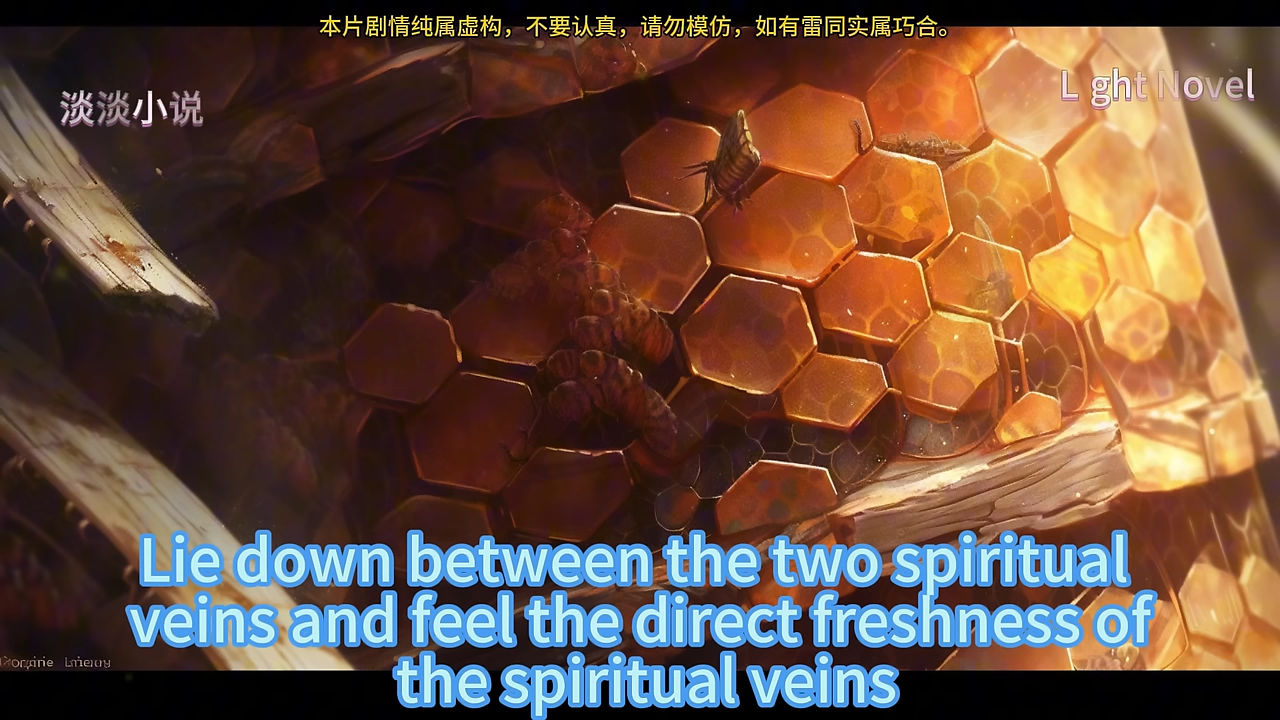 本片剧情纯属虚构，不要认真，请勿模仿，如有雷同实属巧合。
淡淡小说
L ght Novel
Lie down between the two spiritual
veins and feel the direct freshness of
the spiritual veins